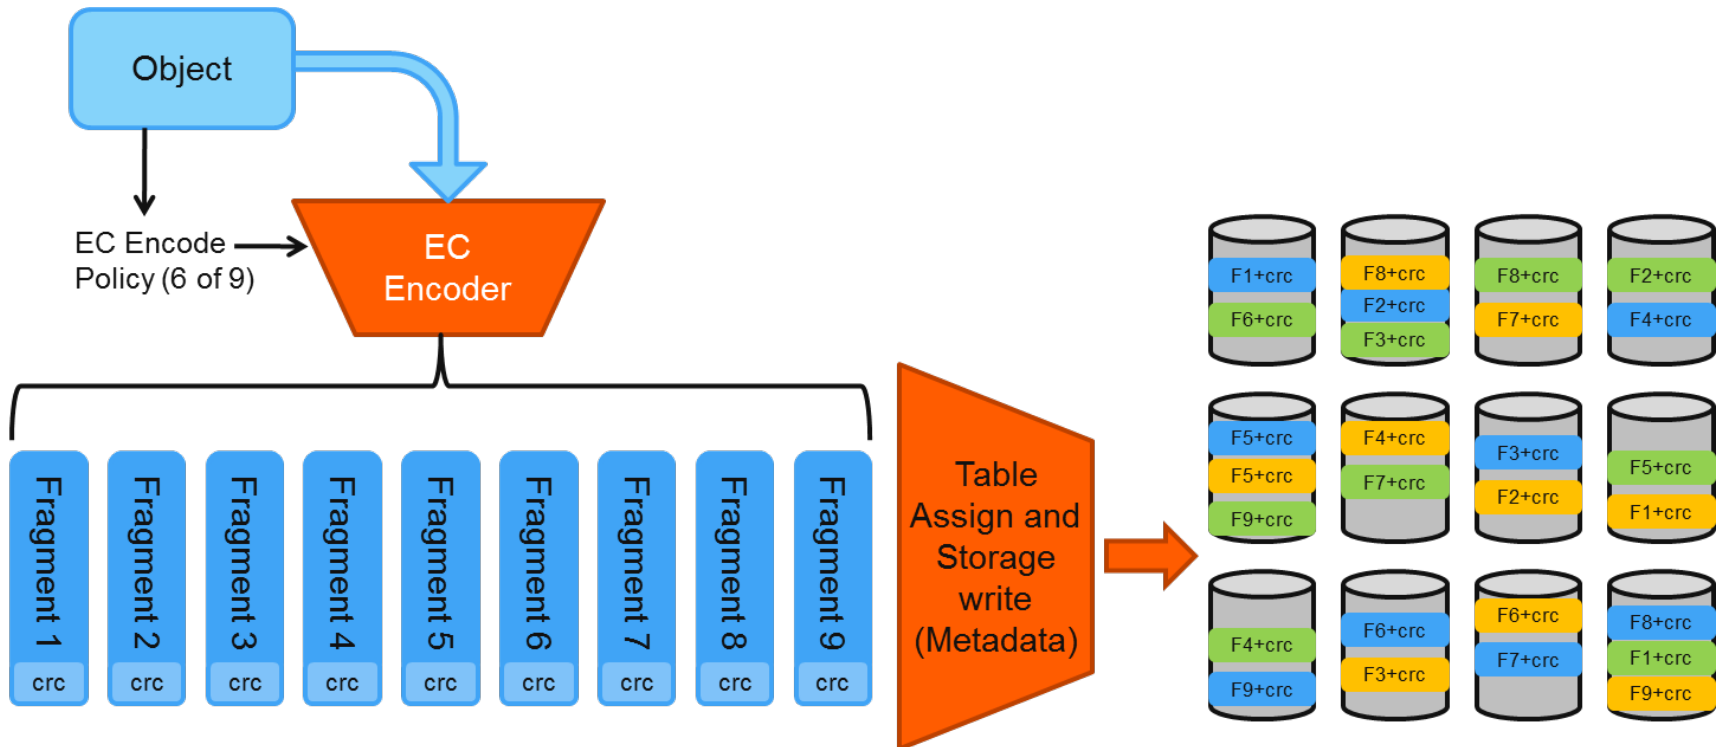 Object
EC Encode
Policy (6 of 9)
EC
Encoder
Fragment 1
crc
Fragment 2
crc
Fragment 3
crc
Fragment 4
crc
Fragment 5
crc
Fragment 6
crc
Fragment 7
crc
Fragment 8
crc
Fragment 9
crc
Table
Assign and
Storage
write
(Metadata)
F1+crc
F6+crc
F8+crc
F2+crc
F3+crc
F8+crc
F7+crc
F2+crc
F4+crc
F5+crc
F5+crc
F9+crc
F4+crc
F7+crc
F3+crc
F2+crc
F5+crc
F1+crc
F4+crc
F9+crc
F6+crc
F3+crc
F6+crc
F7+crc
F8+crc
F1+crc
F9+crc